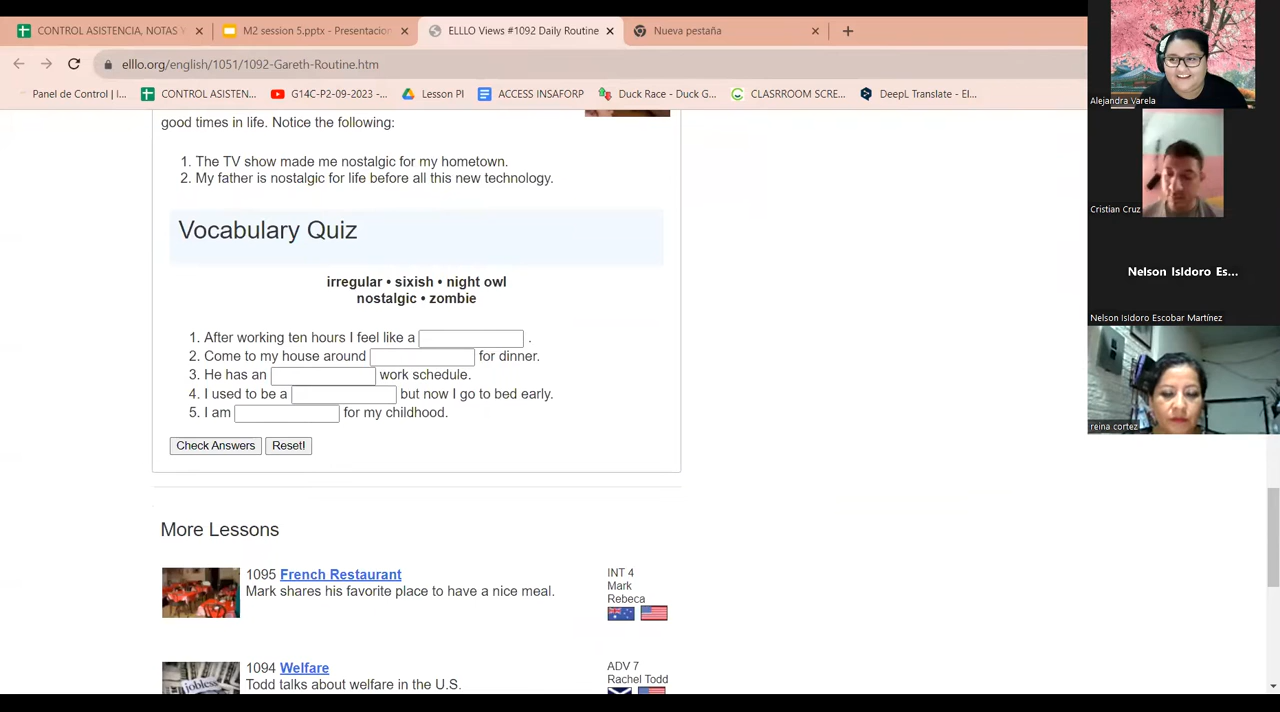 CONTROL ASISTENCIA, NOTAS Y
M2 session 5.pptx - Presentacion
ELLLO Views #1092 Daily Routine
Nueva pestaña
elllo.org/english/1051/1092-Gareth-Routine.htm
Panel de Control | I...
CONTROL ASISTEN...
G14C-P2-09-2023 -...
Lesson Pl
ACCESS INSAFORP
Duck Race - Duck G...
CLASRROOM SCRE...
DeepL Translate - El...
good times in life. Notice the following:
1. The TV show made me nostalgic for my hometown.
2. My father is nostalgic for life before all this new technology.
Vocabulary Quiz
irregular • sixish • night owl
nostalgic • zombie
1. After working ten hours I feel like a .
2. Come to my house around for dinner.
3. He has an work schedule.
4. I used to be a but now I go to bed early.
5. I am for my childhood.
Check Answers Reset!
More Lessons
1095 French Restaurant
Mark shares his favorite place to have a nice meal.
INT 4
Mark
Rebeca
1094 Welfare
Todd talks about welfare in the U.S.
ADV 7
Rachel Todd
jobless
Alejandra Varela
Cristian Cruz
Nelson Isidoro Es...
Nelson Isidoro Escobar Martínez
reina cortez